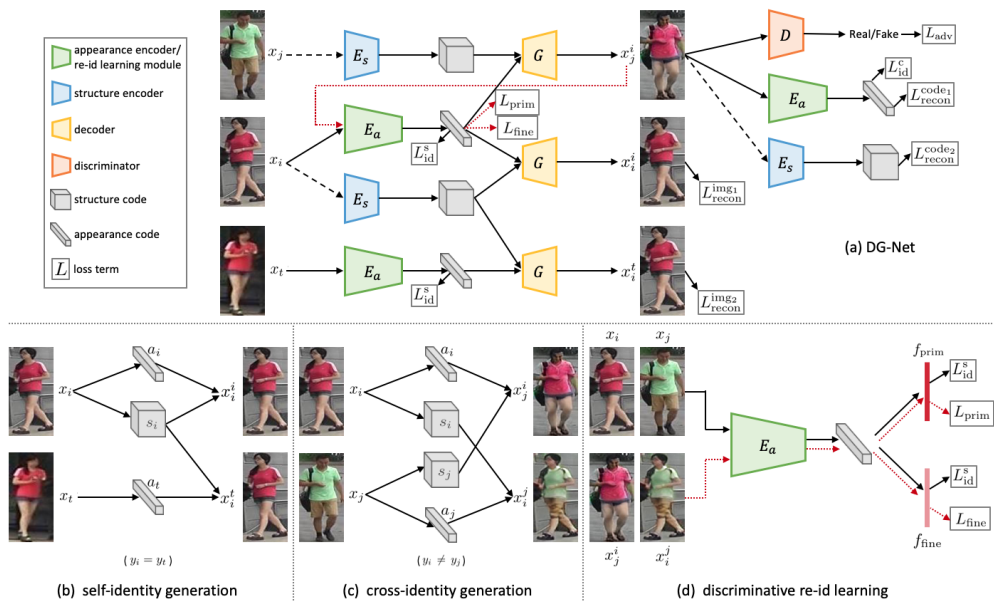 appearance encoder/
re-id learning module
structure encoder
decoder
discriminator
structure code
appearance code
L loss term
x_j
E_s
G
x_j^i
D
Real/Fake
L_adv
E_a
L_prim
L_fine
L_id^s
E_a
L_id^c
L_recon^code_1
x_i
G
x_i^i
L_recon^img_1
E_s
E_s
L_recon^code_2
x_t
E_a
L_id^s
G
x_i^t
L_recon^img_2
(a) DG-Net
x_i
a_i
s_i
x_i^i
x_t
a_t
x_i^t
( y_i = y_t )
(b) self-identity generation
x_i
a_i
s_i
x_j^i
x_j
s_j
a_j
x_i^j
( y_i ≠ y_j )
(c) cross-identity generation
x_i x_j
E_a
f_prim
L_id^s
L_prim
L_id^s
L_fine
f_fine
x_j^i x_i^j
(d) discriminative re-id learning